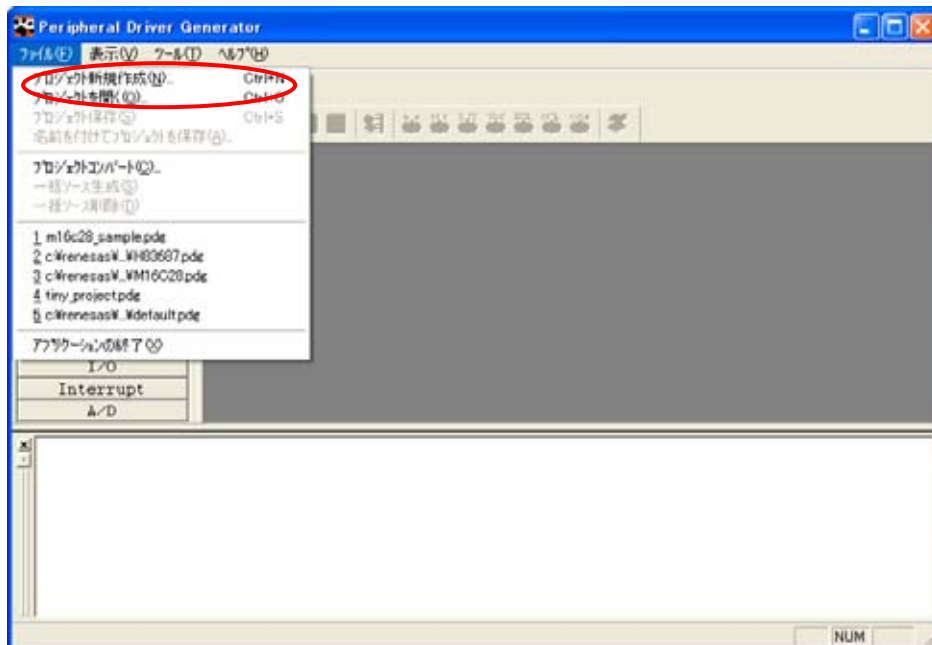 Peripheral Driver Generator
ファイル(F) 表示(V) ツール(T) ヘルプ(H)
プロジェクト新規作成(N)... Ctrl+N
プロジェクトを開く(O)... Ctrl+O
プロジェクト保存(S) Ctrl+S
名前を付けてプロジェクトを保存(A)...
プロジェクトコンバート(C)...
一括ソース生成(G)
一括ソース削除(D)
1 m16c28_sample.pdg
2 c:¥renesas¥...¥H83687.pdg
3 c:¥renesas¥...¥M16C28.pdg
4 tiny_project.pdg
5 c:¥renesas¥...¥default.pdg
アプリケーションの終了(X)
I/O
Interrupt
A/D
NUM